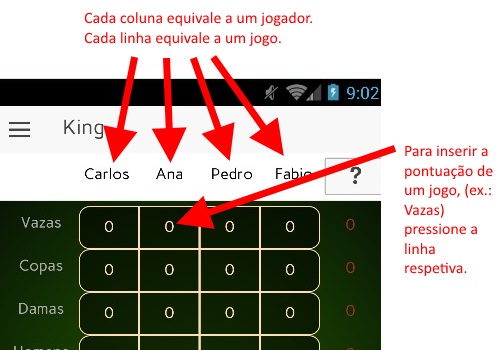 Cada coluna equivale a um jogador.
Cada linha equivale a um jogo.
9:02
King
Carlos Ana Pedro Fabio ?
Para inserir a
pontuação de
um jogo, (ex.:
Vazas)
pressione a
linha
respetiva.
Vazas 0 0 0 0 0
Copas 0 0 0 0 0
Damas 0 0 0 0 0